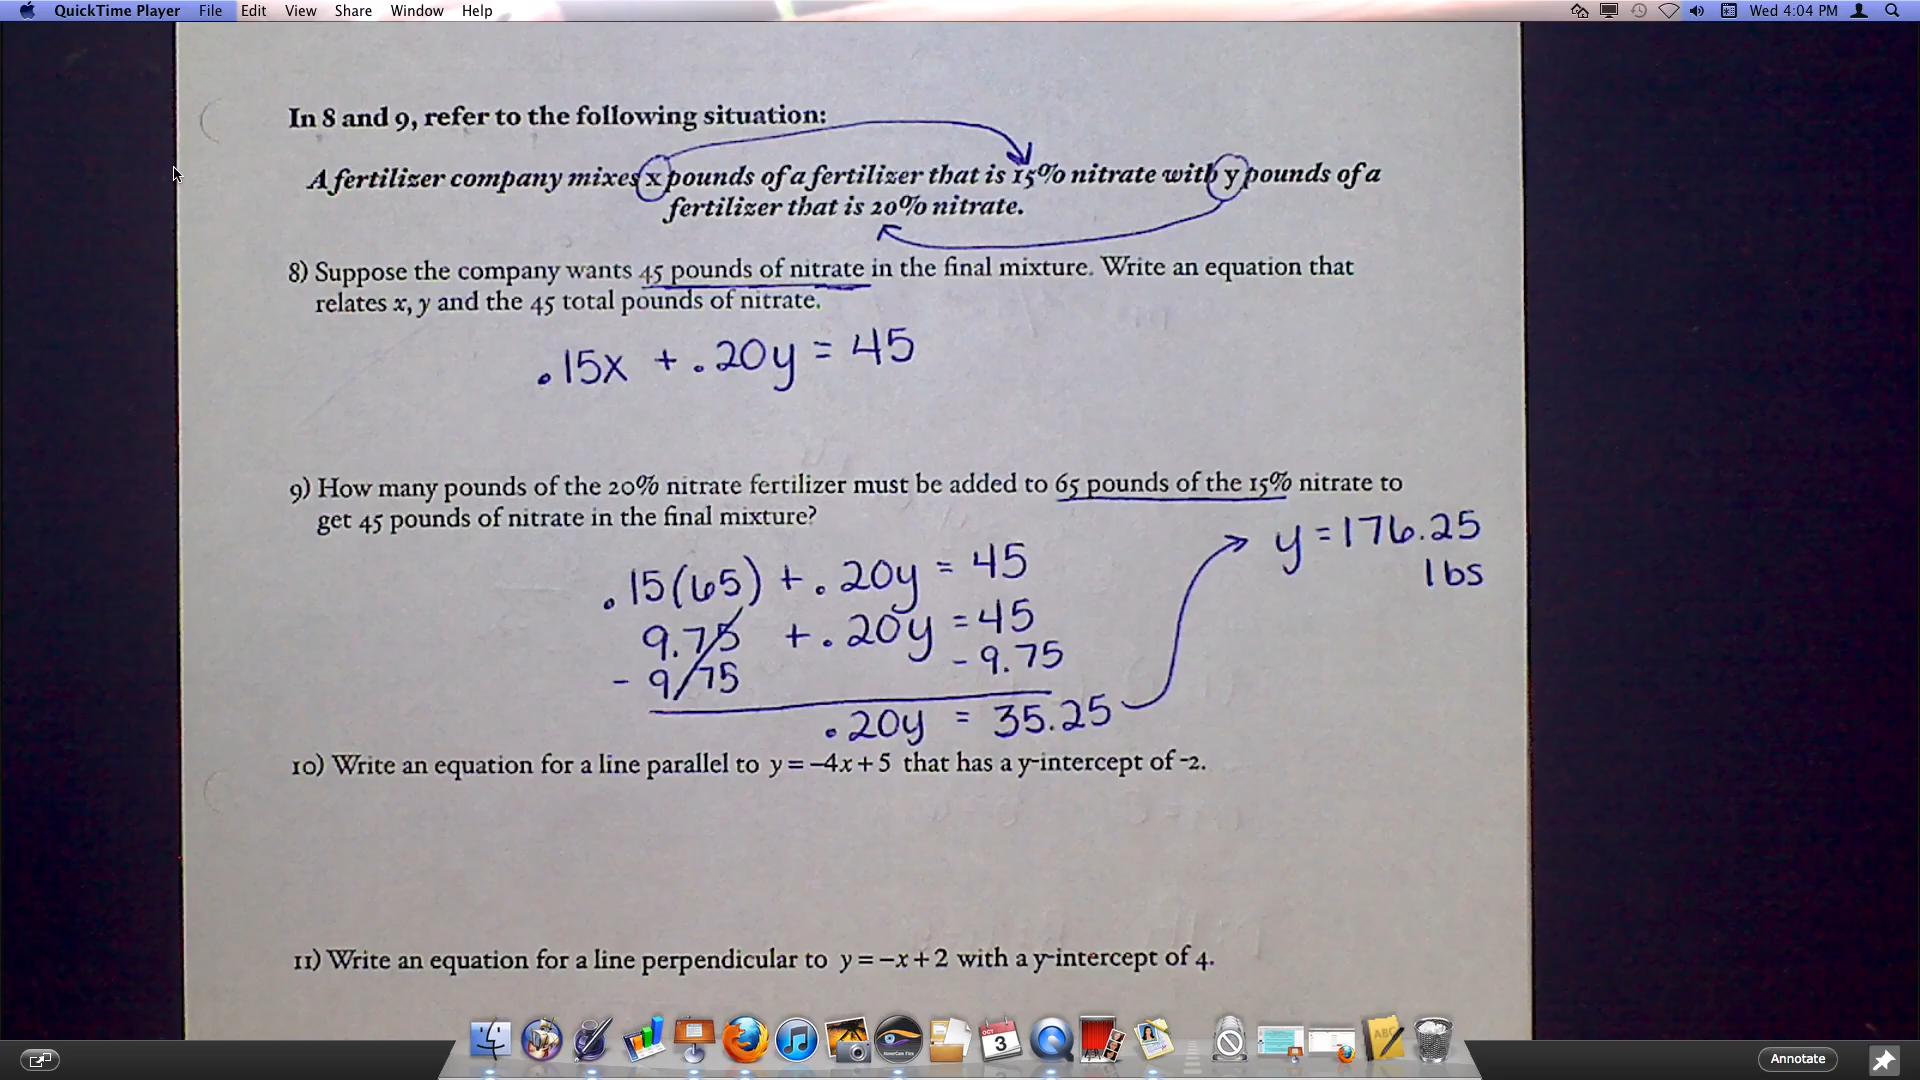 QuickTime Player File Edit View Share Window Help Wed 4:04 PM
In 8 and 9, refer to the following situation:
A fertilizer company mixes x pounds of a fertilizer that is 15% nitrate with y pounds of a
fertilizer that is 20% nitrate.
8) Suppose the company wants 45 pounds of nitrate in the final mixture. Write an equation that
relates x, y and the 45 total pounds of nitrate.
.15x + .20y = 45
9) How many pounds of the 20% nitrate fertilizer must be added to 65 pounds of the 15% nitrate to
get 45 pounds of nitrate in the final mixture?
.15(65) + .20y = 45
9.75 + .20y = 45
- 9.75 - 9.75
.20y = 35.25
y = 176.25
lbs
10) Write an equation for a line parallel to y = −4x + 5 that has a y-intercept of -2.
11) Write an equation for a line perpendicular to y = −x + 2 with a y-intercept of 4.
OCT
3
ABC
Annotate